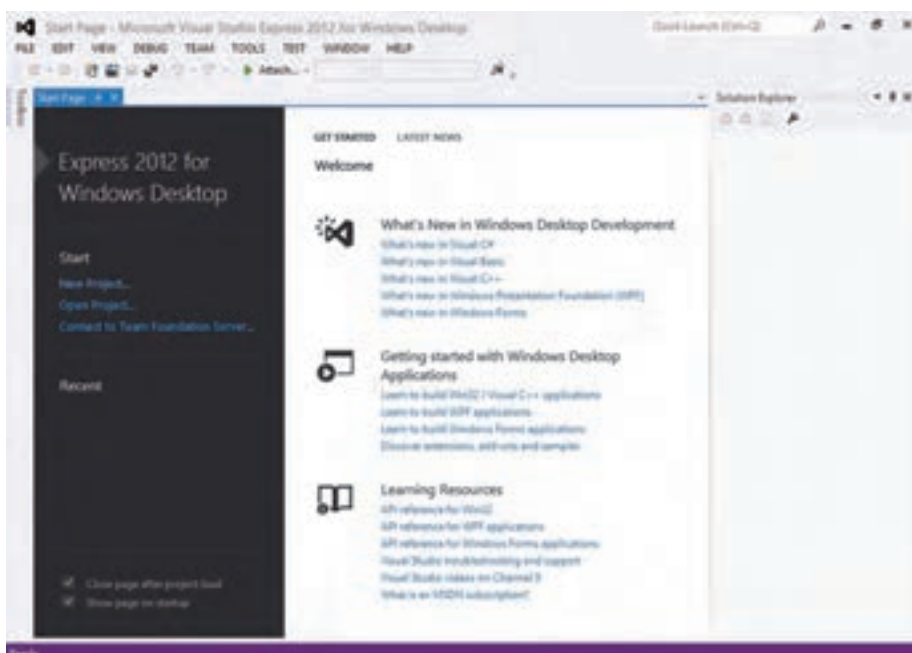 Start Page - Microsoft Visual Studio Express 2012 for Windows Desktop
Quick Launch (Ctrl+Q)
FILE EDIT VIEW DEBUG TEAM TOOLS TEST WINDOW HELP
Attach...
Toolbox
Start Page
Solution Explorer
Express 2012 for
Windows Desktop
Start
New Project...
Open Project...
Connect to Team Foundation Server...
Recent
Close page after project load
Show page on startup
GET STARTED LATEST NEWS
Welcome
What's New in Windows Desktop Development
What's new in Visual C#
What's new in Visual Basic
What's new in Visual C++
What's new in Windows Presentation Foundation (WPF)
What's new in Windows Forms
Getting started with Windows Desktop
Applications
Learn to build Win32 / Visual C++ applications
Learn to build WPF applications
Learn to build Windows Forms applications
Discover extensions, add-ons and samples
Learning Resources
API reference for Win32
API reference for WPF applications
API reference for Windows Forms applications
Visual Studio troubleshooting and support
Visual Studio videos on Channel 9
What is an MSDN subscription?
Ready